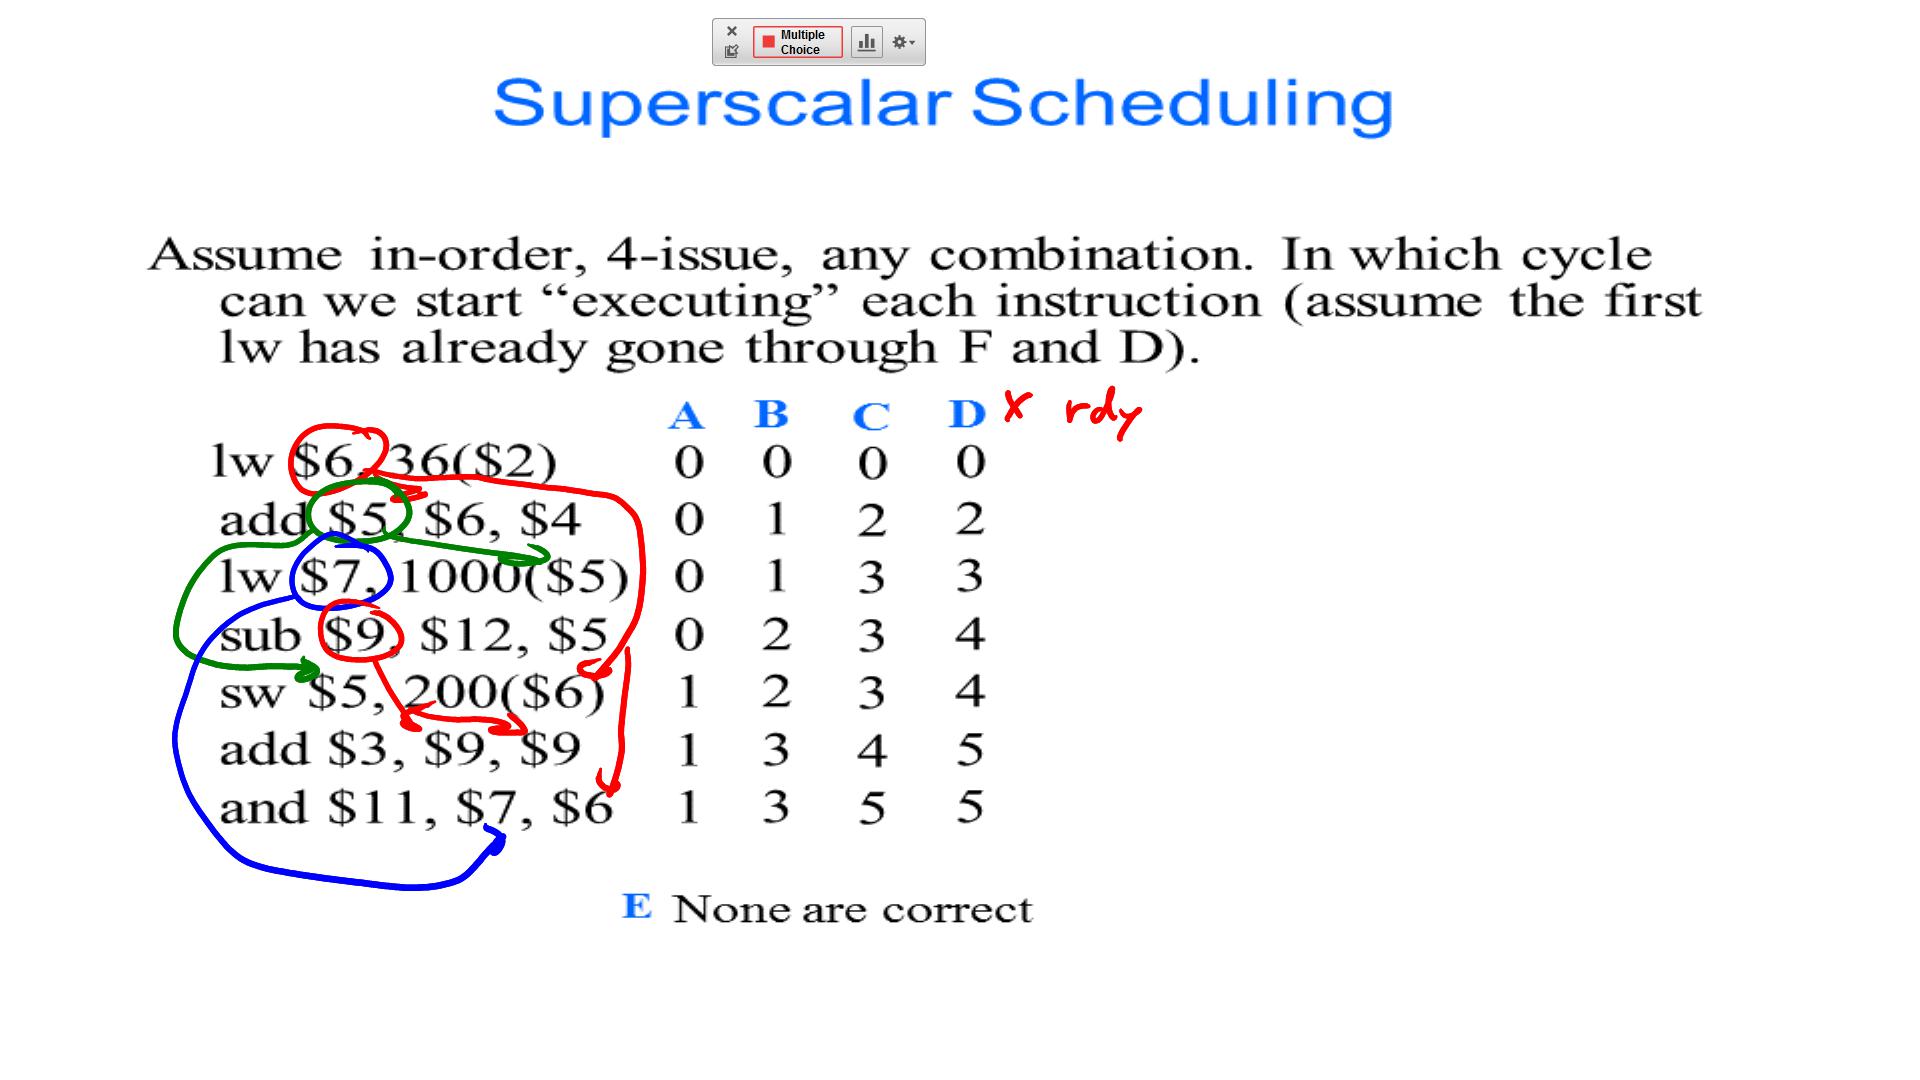 Multiple
Choice
Superscalar Scheduling
Assume in-order, 4-issue, any combination. In which cycle
can we start “executing” each instruction (assume the first
lw has already gone through F and D).
A B C D x rdy
lw $6, 36($2) 0 0 0 0
add $5, $6, $4 0 1 2 2
lw $7, 1000($5) 0 1 3 3
sub $9, $12, $5 0 2 3 4
sw $5, 200($6) 1 2 3 4
add $3, $9, $9 1 3 4 5
and $11, $7, $6 1 3 5 5
E None are correct